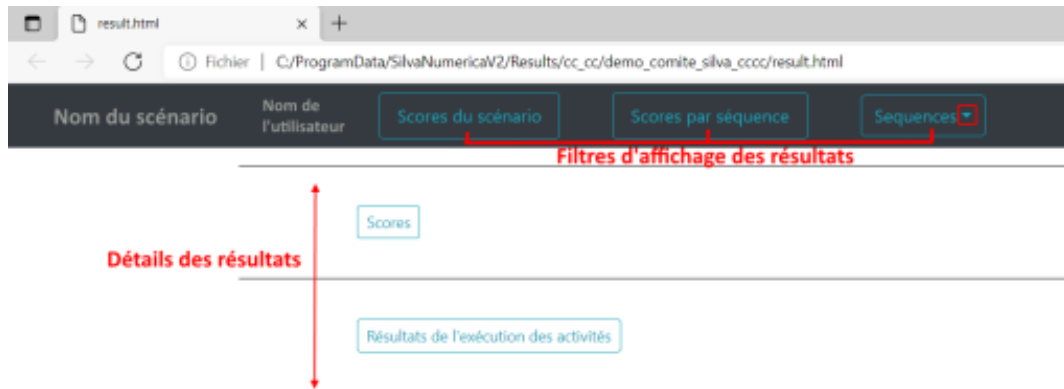 result.html
Fichier | C:/ProgramData/SilvaNumericaV2/Results/cc_cc/demo_comite_silva_cccc/result.html
Nom du scénario
Nom de
l'utilisateur
Scores du scénario
Scores par séquence
Sequences
Filtres d'affichage des résultats
Scores
Détails des résultats
Résultats de l'exécution des activités